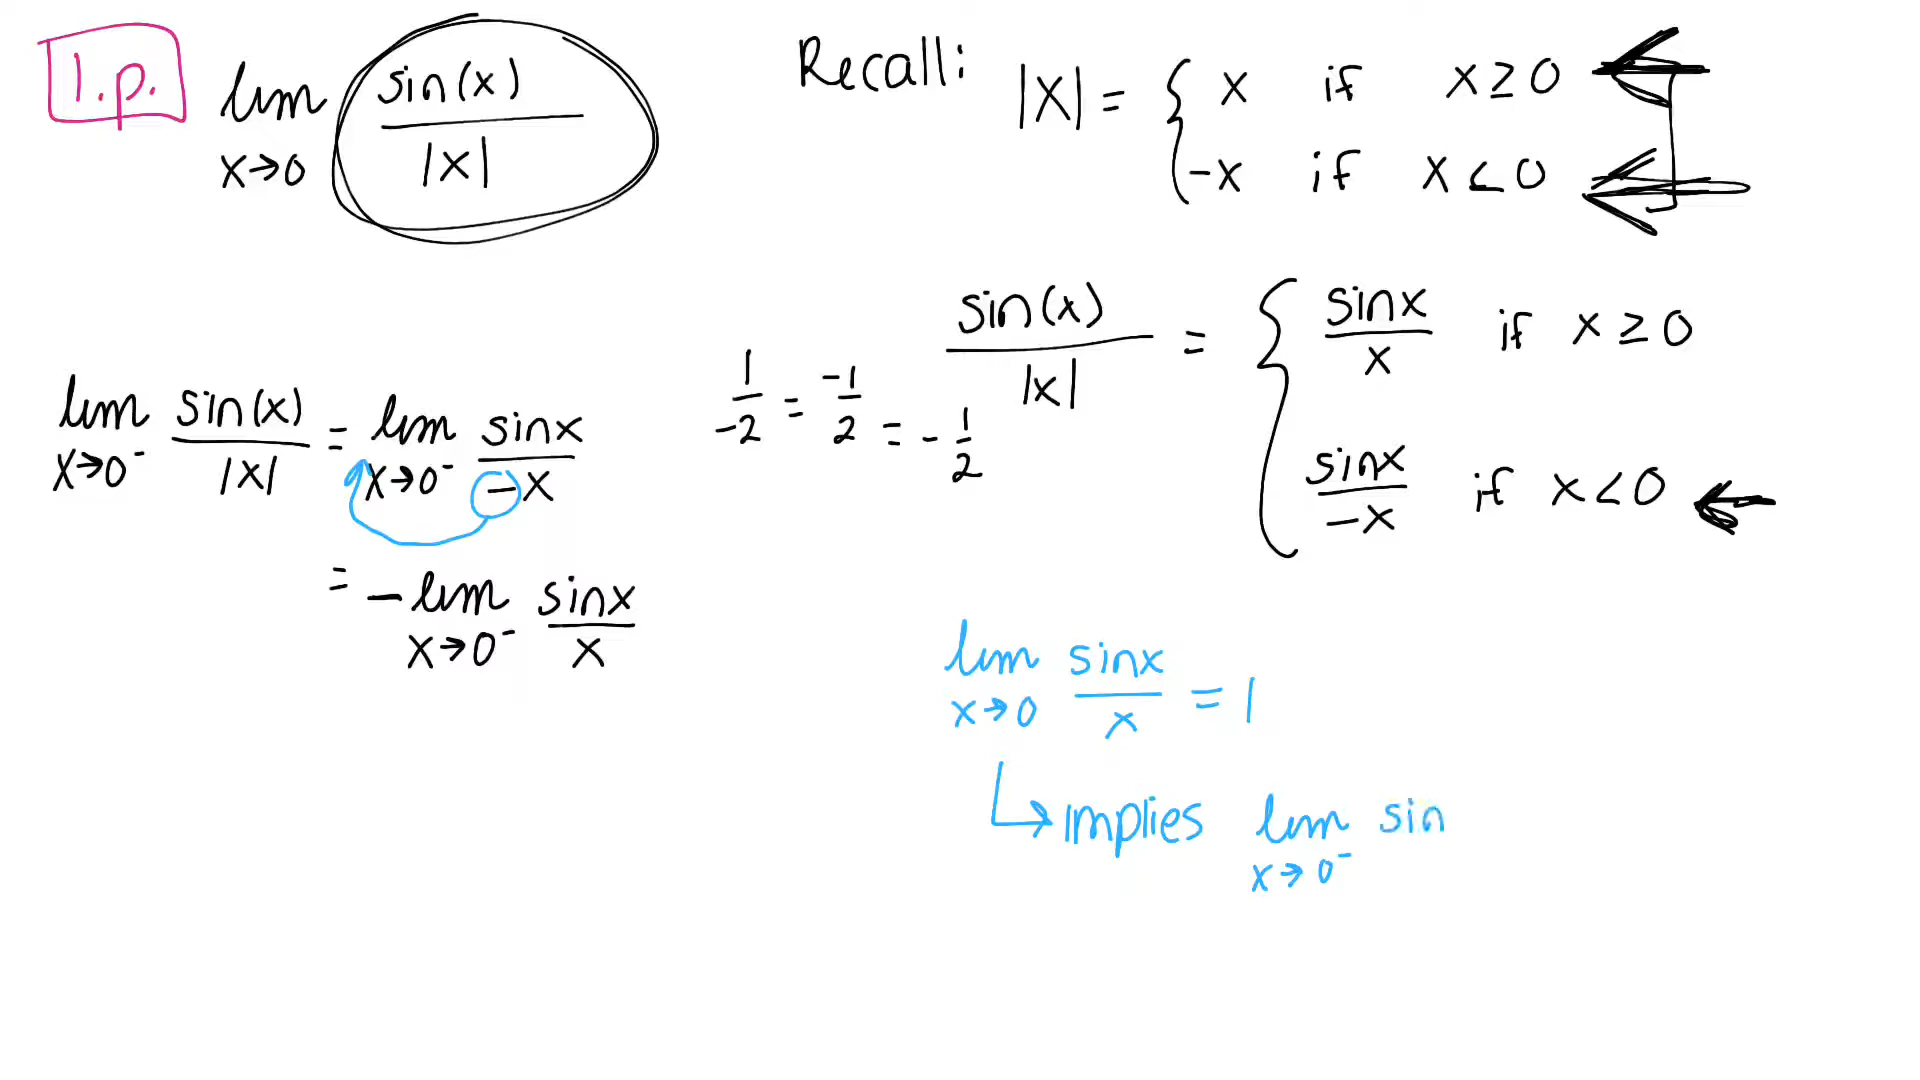 1.p. lim x→0 sin(x)/|x|
Recall: |x| = { x if x ≥ 0
-x if x < 0
sin(x)/|x| = { sinx/x if x ≥ 0
sinx/-x if x < 0
1/-2 = -1/2 = -1/2
lim x→0⁻ sin(x)/|x| = lim x→0⁻ sinx/-x
= -lim x→0⁻ sinx/x
lim x→0 sinx/x = 1
↳ implies lim x→0⁻ sin